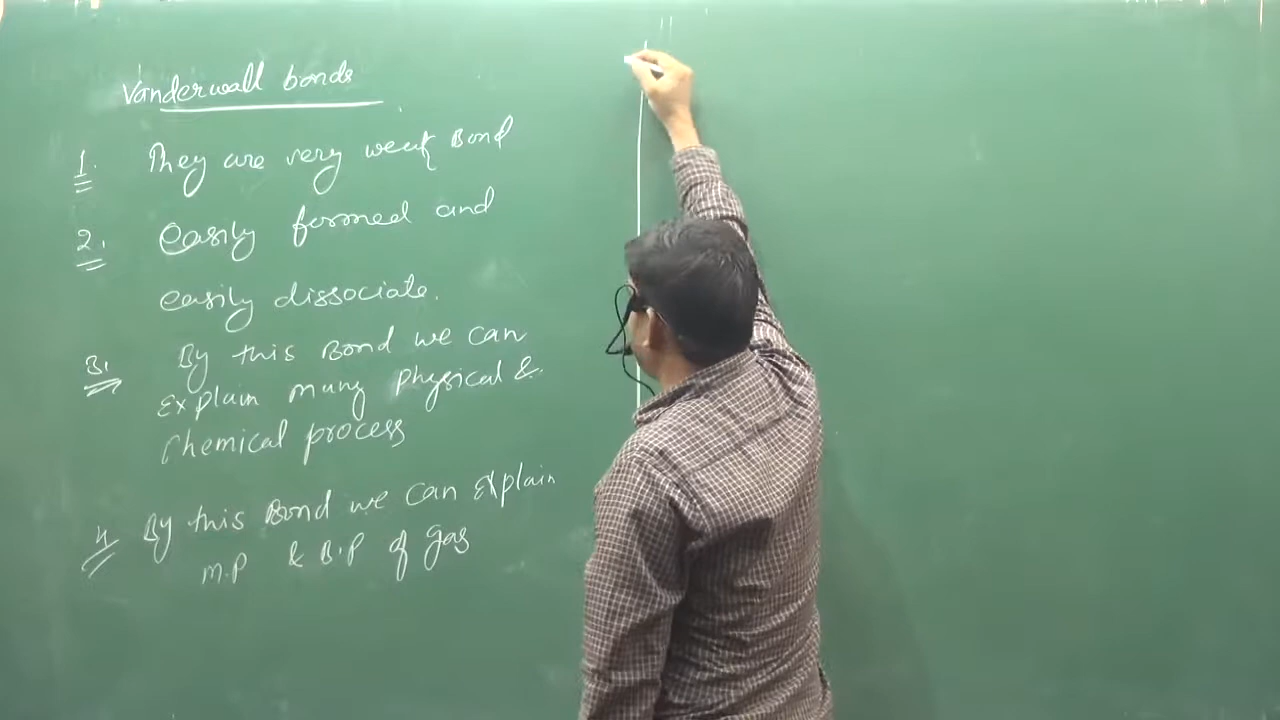 Vanderwall bonds
1. They are very weak Bond
2. easily formed and
easily dissociate.
3. By this Bond we can
Explain many physical &
Chemical process
4 By this Bond we can Explain
M.P & B.P of gas